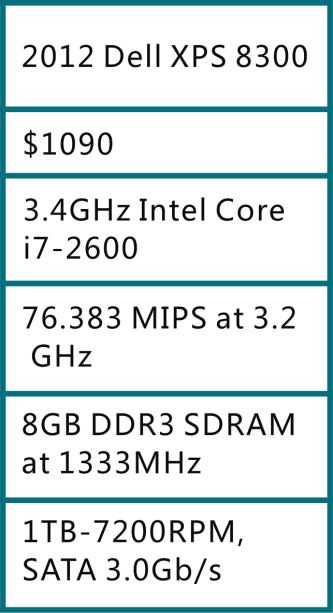 2012 Dell XPS 8300
$1090
3.4GHz Intel Core
i7-2600
76.383 MIPS at 3.2
GHz
8GB DDR3 SDRAM
at 1333MHz
1TB-7200RPM,
SATA 3.0Gb/s